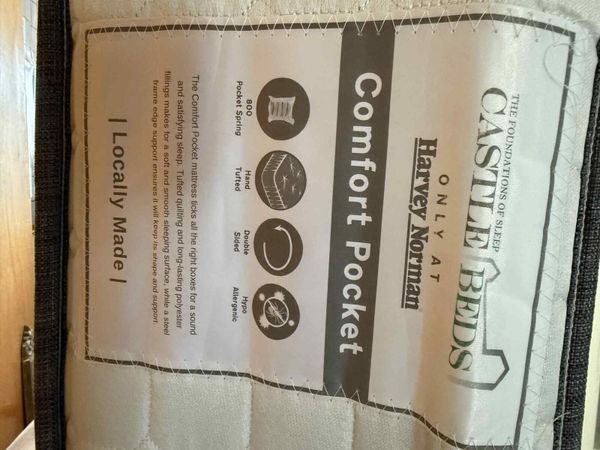 THE FOUNDATIONS OF SLEEP
CASTLE BEDS
ONLY AT
Harvey Norman
Comfort Pocket
800
Pocket Spring
Hand
Tufted
Double
Sided
Hypo
Allergenic
The Comfort Pocket mattress ticks all the right boxes for a sound
and satisfying sleep. Tufted quilting and long-lasting polyester
fillings makes for a soft and smooth sleeping surface, while a steel
frame edge support ensures it will keep its shape and support.
| Locally Made |